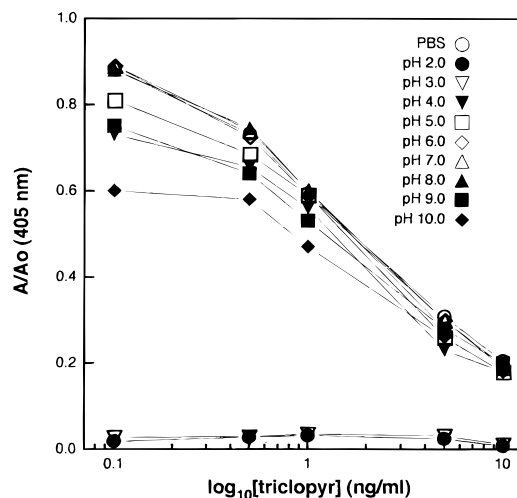 1.0
0.8
0.6
0.4
0.2
0.0
A/Ao (405 nm)
PBS
pH 2.0
pH 3.0
pH 4.0
pH 5.0
pH 6.0
pH 7.0
pH 8.0
pH 9.0
pH 10.0
0.1 1 10
log10[triclopyr] (ng/ml)